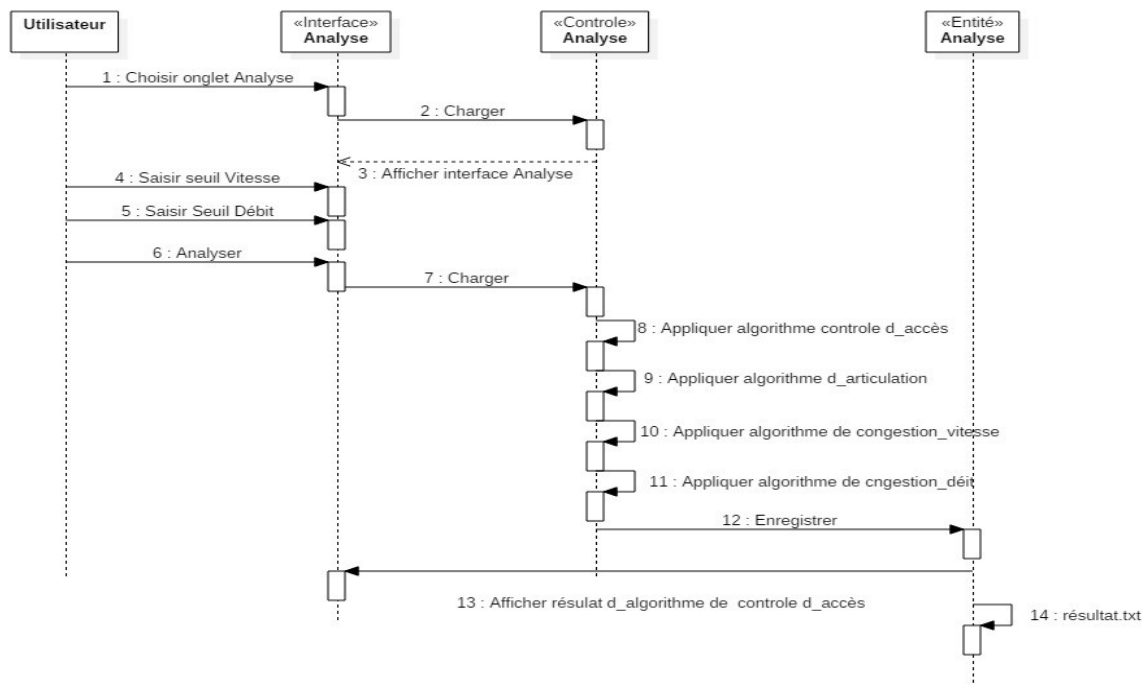 Utilisateur
«Interface»
Analyse
«Controle»
Analyse
«Entité»
Analyse
1 : Choisir onglet Analyse
2 : Charger
3 : Afficher interface Analyse
4 : Saisir seuil Vitesse
5 : Saisir Seuil Débit
6 : Analyser
7 : Charger
8 : Appliquer algorithme controle d_accès
9 : Appliquer algorithme d_articulation
10 : Appliquer algorithme de congestion_vitesse
11 : Appliquer algorithme de cngestion_déit
12 : Enregistrer
13 : Afficher résulat d_algorithme de controle d_accès
14 : résultat.txt